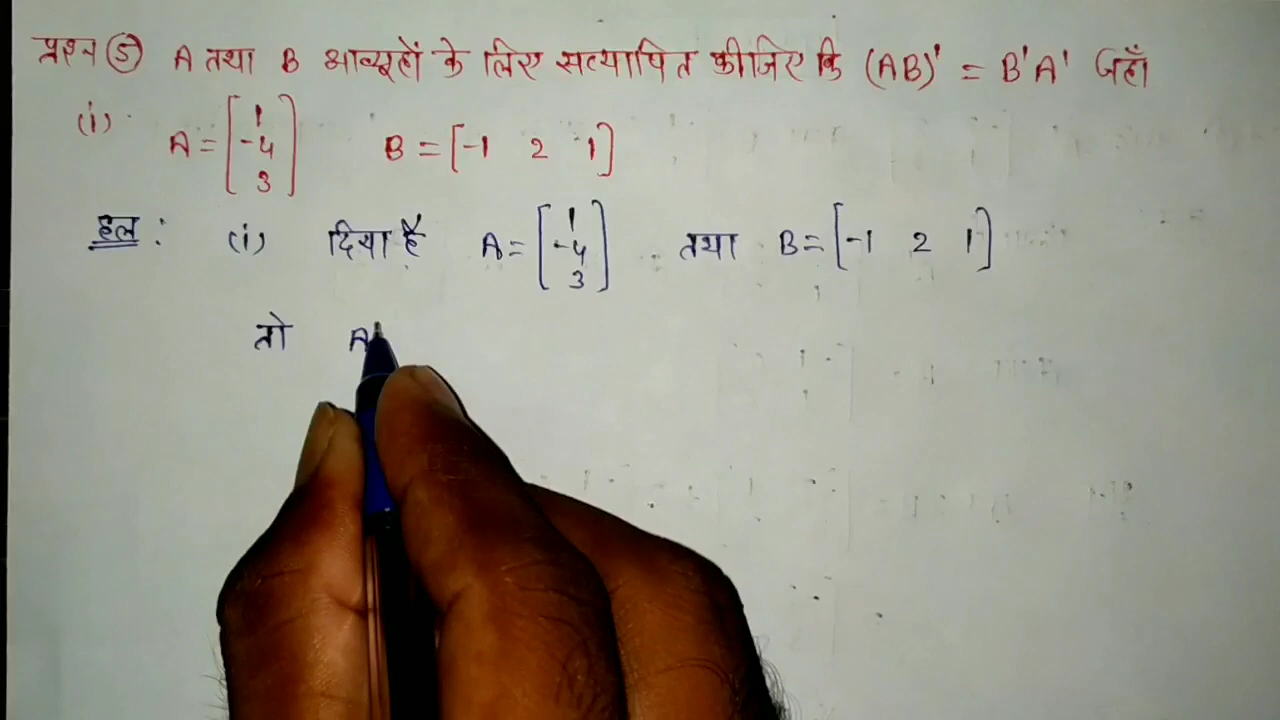 प्रश्न (5) A तथा B आव्यूहों के लिए सत्यापित कीजिए कि (AB)' = B'A' जहाँ
(i) A = [1 -4 3] B = [-1 2 1]
हल : (i) दिया है A = [1 -4 3] तथा B = [-1 2 1]
तो A